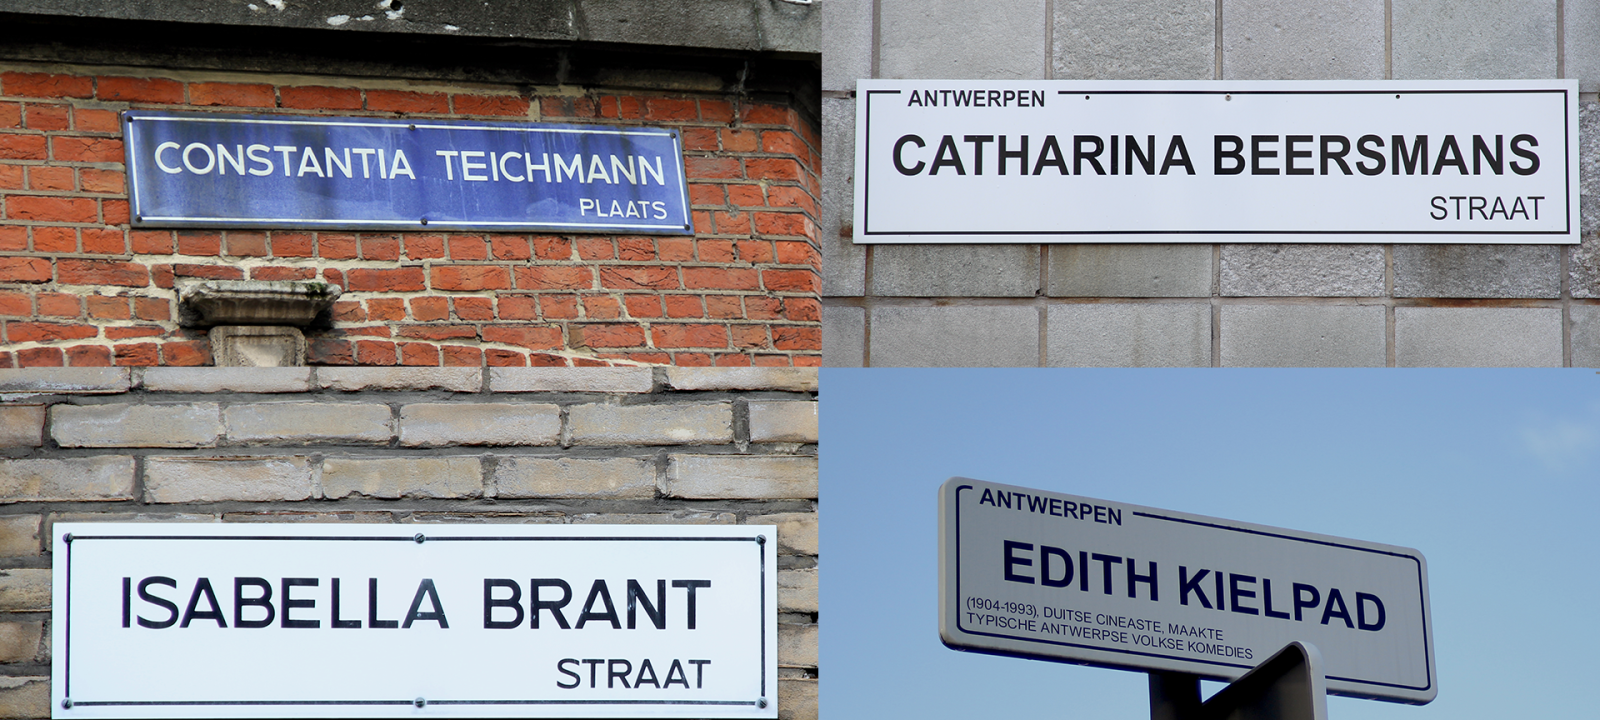 CONSTANTIA TEICHMANN
PLAATS
ANTWERPEN
CATHARINA BEERSMANS
STRAAT
ISABELLA BRANT
STRAAT
ANTWERPEN
EDITH KIELPAD
(1904-1993), DUITSE CINEASTE, MAAKTE
TYPISCHE ANTWERPSE VOLKSE KOMEDIES